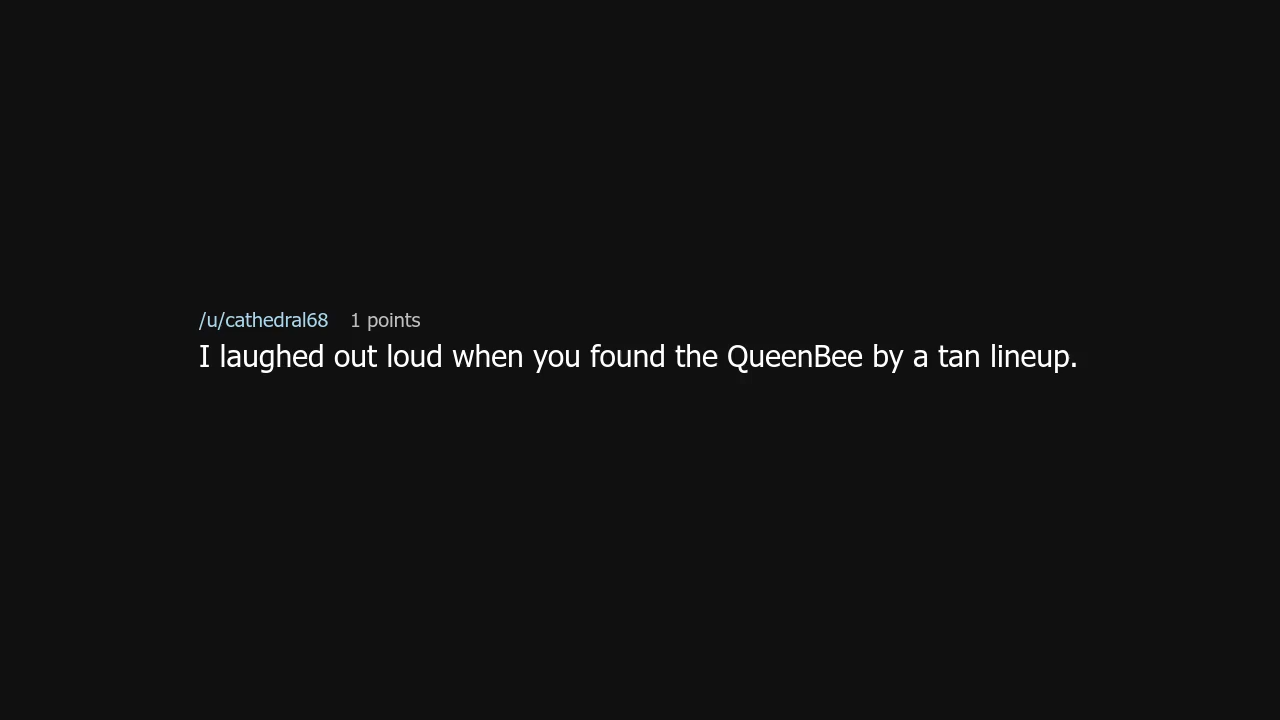 /u/cathedral68 1 points
I laughed out loud when you found the QueenBee by a tan lineup.